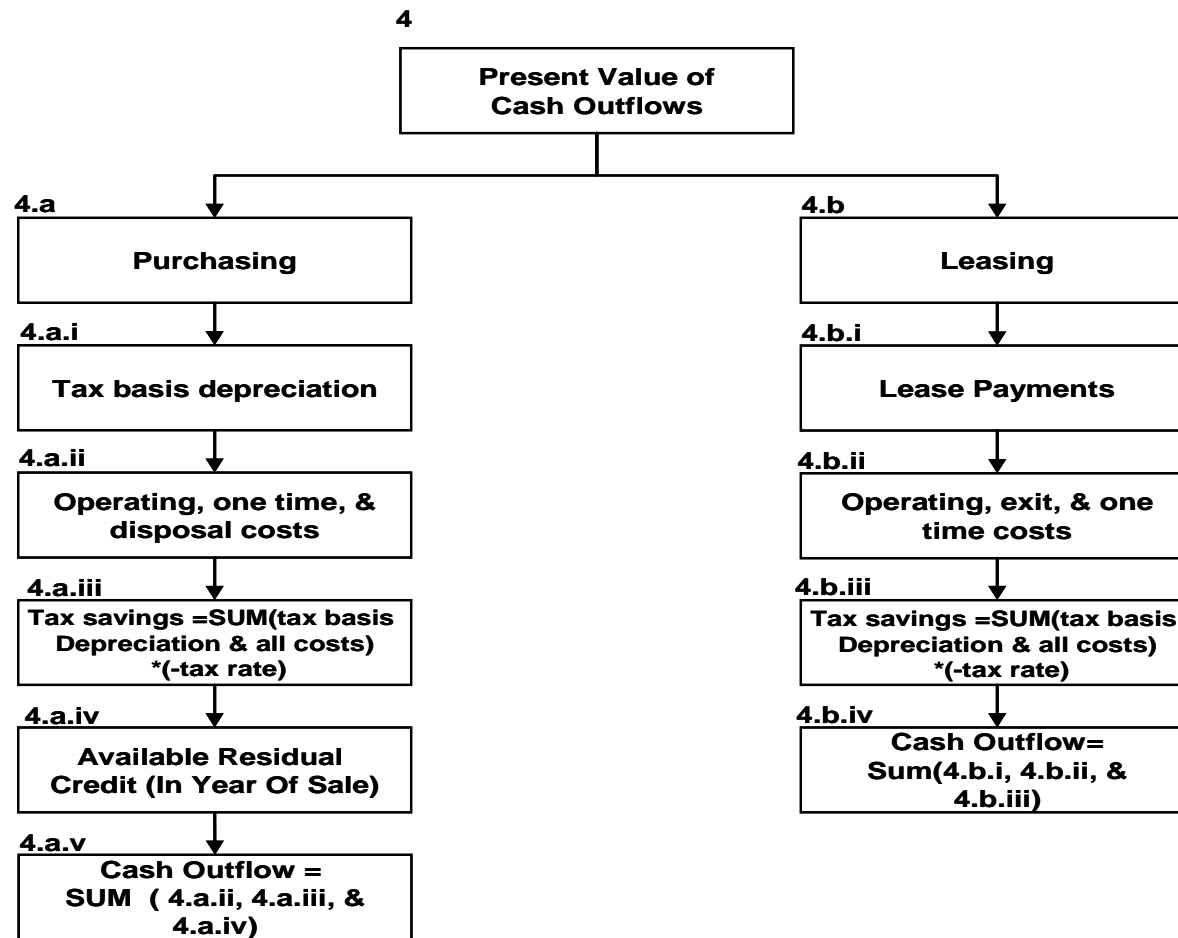 4
Present Value of
Cash Outflows
4.a
Purchasing
4.a.i
Tax basis depreciation
4.a.ii
Operating, one time, &
disposal costs
4.a.iii
Tax savings =SUM(tax basis
Depreciation & all costs)
*(-tax rate)
4.a.iv
Available Residual
Credit (In Year Of Sale)
4.a.v
Cash Outflow =
SUM ( 4.a.ii, 4.a.iii, &
4.a.iv)
4.b
Leasing
4.b.i
Lease Payments
4.b.ii
Operating, exit, & one
time costs
4.b.iii
Tax savings =SUM(tax basis
Depreciation & all costs)
*(-tax rate)
4.b.iv
Cash Outflow=
Sum(4.b.i, 4.b.ii, &
4.b.iii)